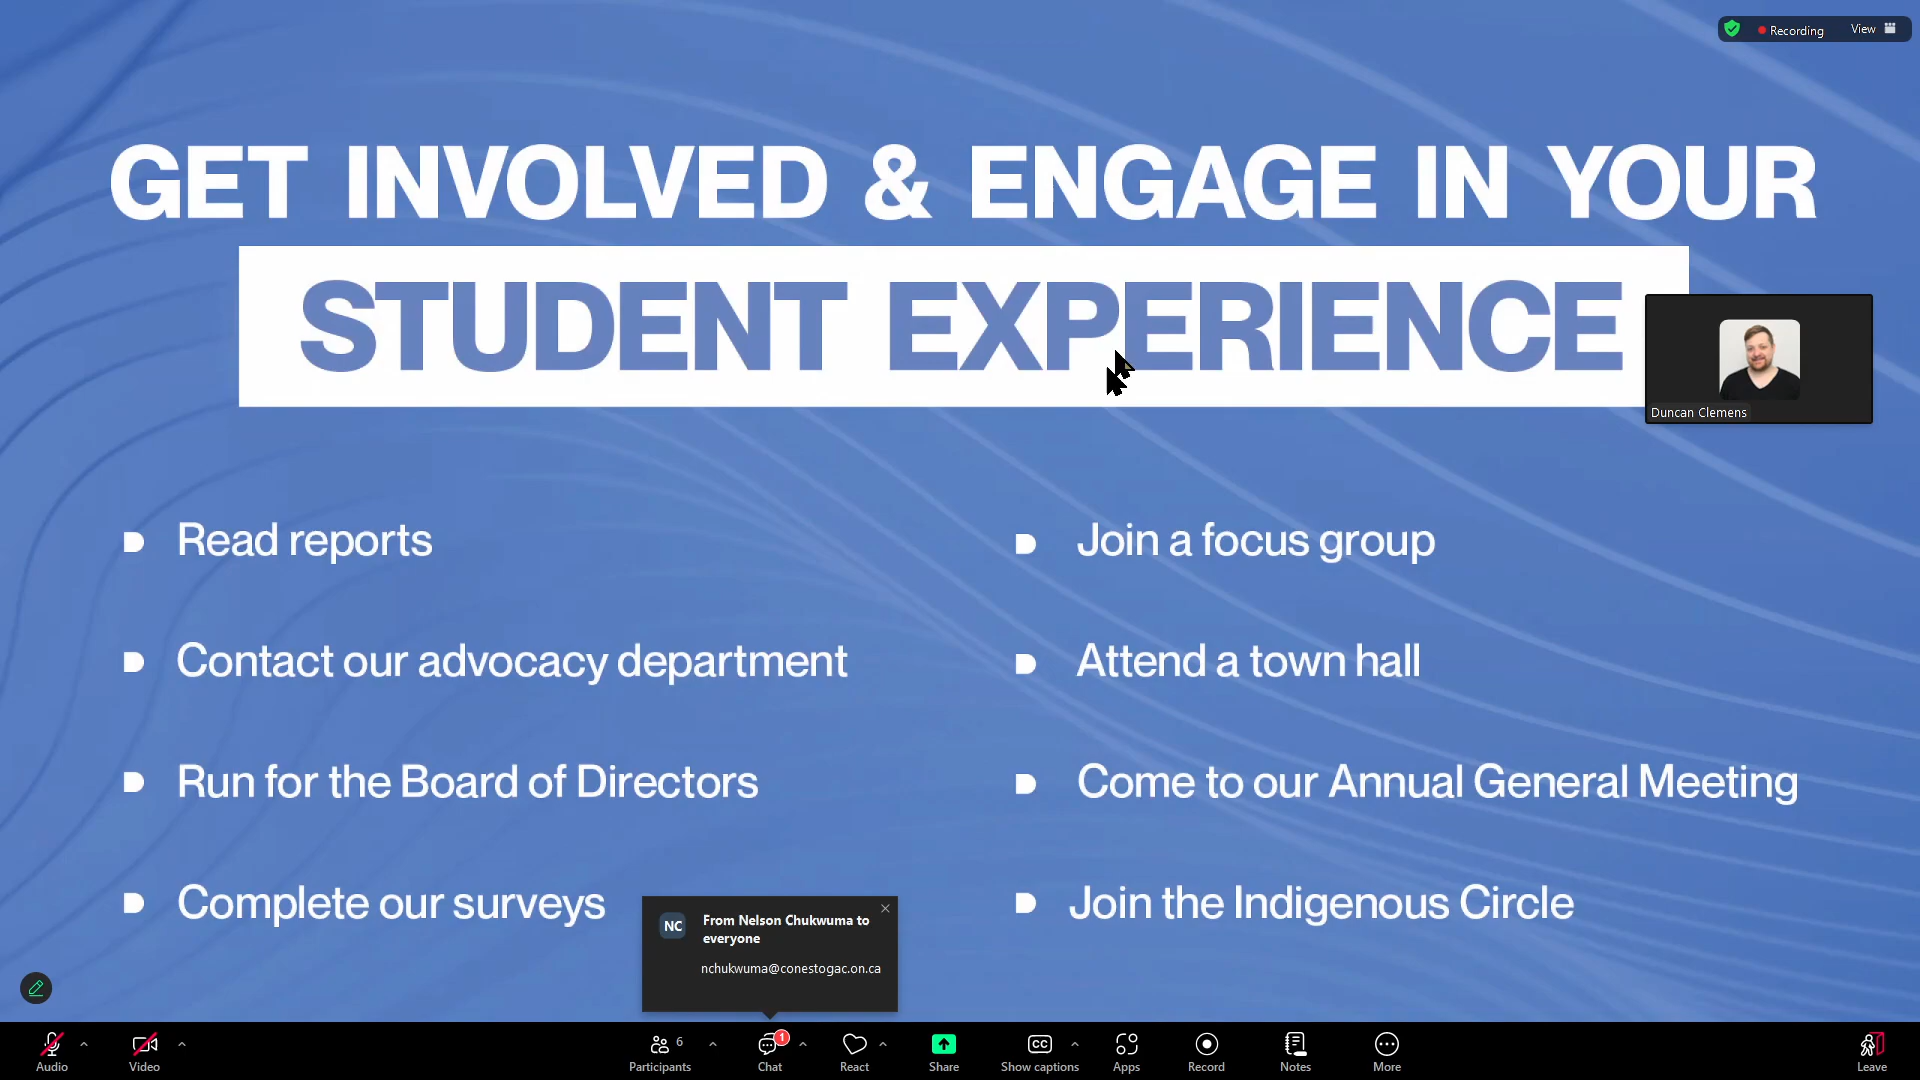 Recording
View
GET INVOLVED & ENGAGE IN YOUR
STUDENT EXPERIENCE
Duncan Clemens
Read reports
Contact our advocacy department
Run for the Board of Directors
Complete our surveys
Join a focus group
Attend a town hall
Come to our Annual General Meeting
Join the Indigenous Circle
NC
From Nelson Chukwuma to
everyone
nchukwuma@conestogac.on.ca
Audio
Video
6
Participants
1
Chat
React
Share
CC
Show captions
Apps
Record
Notes
More
Leave